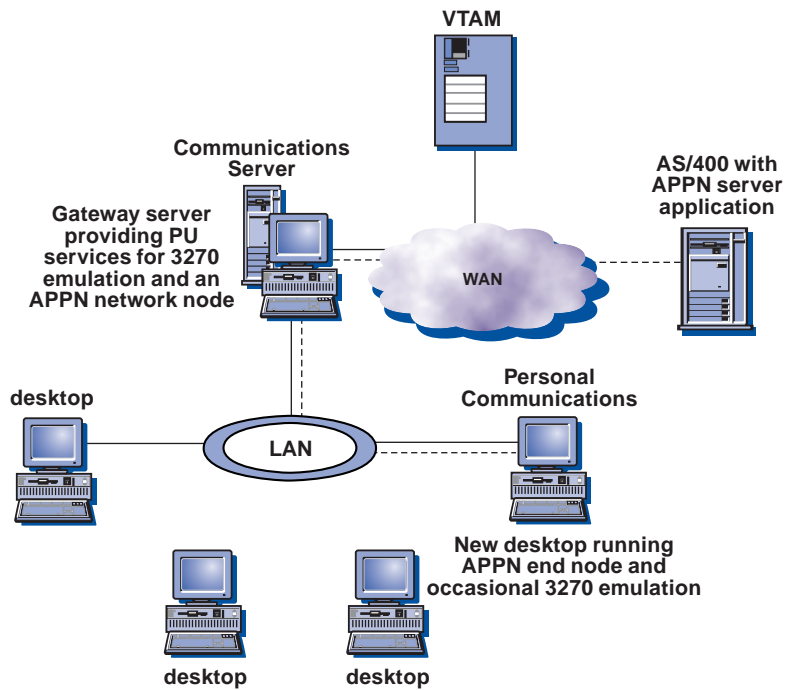 VTAM
Communications
Server
AS/400 with
APPN server
application
Gateway server
providing PU
services for 3270
emulation and an
APPN network node
WAN
desktop
Personal
Communications
LAN
New desktop running
APPN end node and
occasional 3270 emulation
desktop
desktop